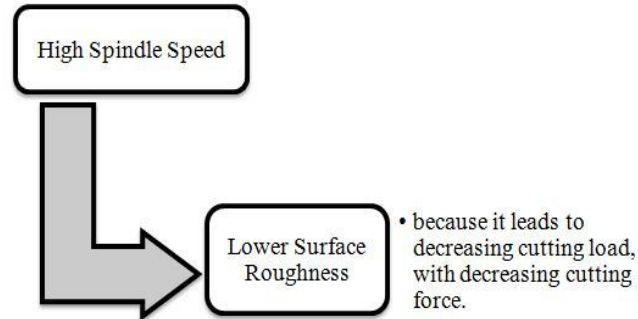 High Spindle Speed
Lower Surface
Roughness
• because it leads to
decreasing cutting load,
with decreasing cutting
force.